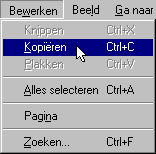 Bewerken Beeld Ga naar
Knippen Ctrl+X
Kopiëren Ctrl+C
Plakken Ctrl+V
Alles selecteren Ctrl+A
Pagina
Zoeken... Ctrl+F